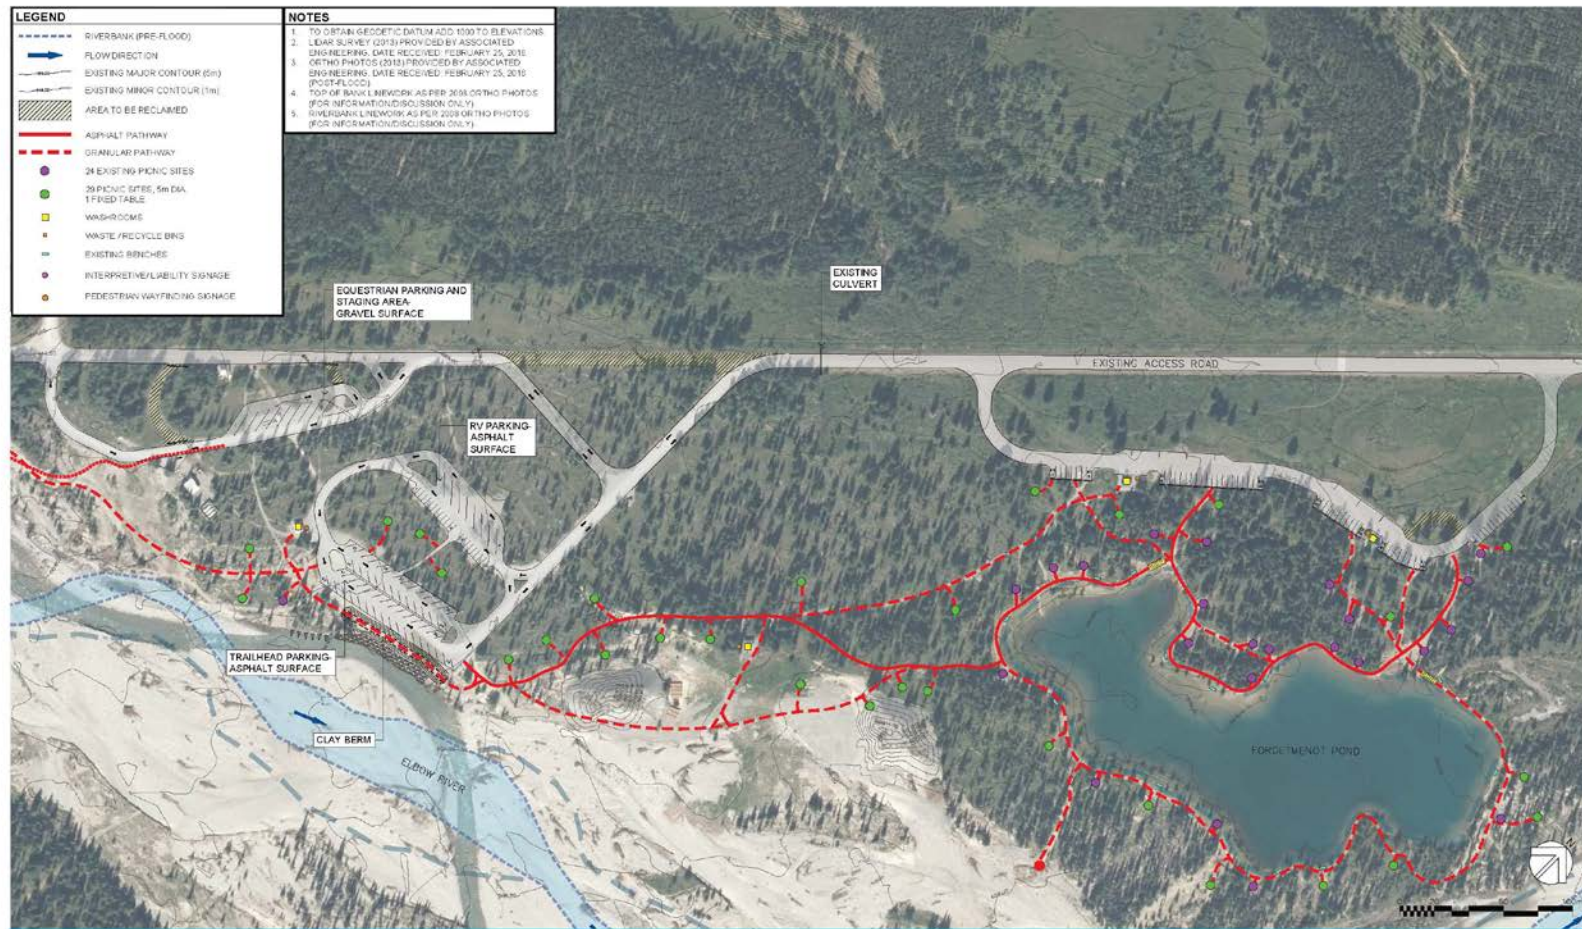 LEGEND
RIVERBANK (PRE-FLOOD)
FLOW DIRECTION
EXISTING MAJOR CONTOUR (5m)
EXISTING MINOR CONTOUR (1m)
AREA TO BE RECLAIMED
ASPHALT PATHWAY
GRANULAR PATHWAY
24 EXISTING PICNIC SITES
29 PICNIC SITES, 5m DIA.
1 FIXED TABLE
WASHROOMS
WASTE / RECYCLE BINS
EXISTING BENCHES
INTERPRETIVE/LIABILITY SIGNAGE
PEDESTRIAN WAYFINDING SIGNAGE
NOTES
1. TO OBTAIN GEODETIC DATUM ADD 1000 TO ELEVATIONS
2. LIDAR SURVEY (2013) PROVIDED BY ASSOCIATED
ENGINEERING. DATE RECEIVED: FEBRUARY 25, 2016
3. ORTHO PHOTOS (2013) PROVIDED BY ASSOCIATED
ENGINEERING. DATE RECEIVED: FEBRUARY 25, 2016
(POST-FLOOD)
4. TOP OF BANK LINEWORK AS PER 2008 ORTHO PHOTOS
(FOR INFORMATION/DISCUSSION ONLY)
5. RIVERBANK LINEWORK AS PER 2008 ORTHO PHOTOS
(FOR INFORMATION/DISCUSSION ONLY)
EQUESTRIAN PARKING AND
STAGING AREA-
GRAVEL SURFACE
EXISTING
CULVERT
EXISTING ACCESS ROAD
RV PARKING-
ASPHALT
SURFACE
TRAILHEAD PARKING-
ASPHALT SURFACE
CLAY BERM
ELBOW RIVER
FORGETMENOT POND
N